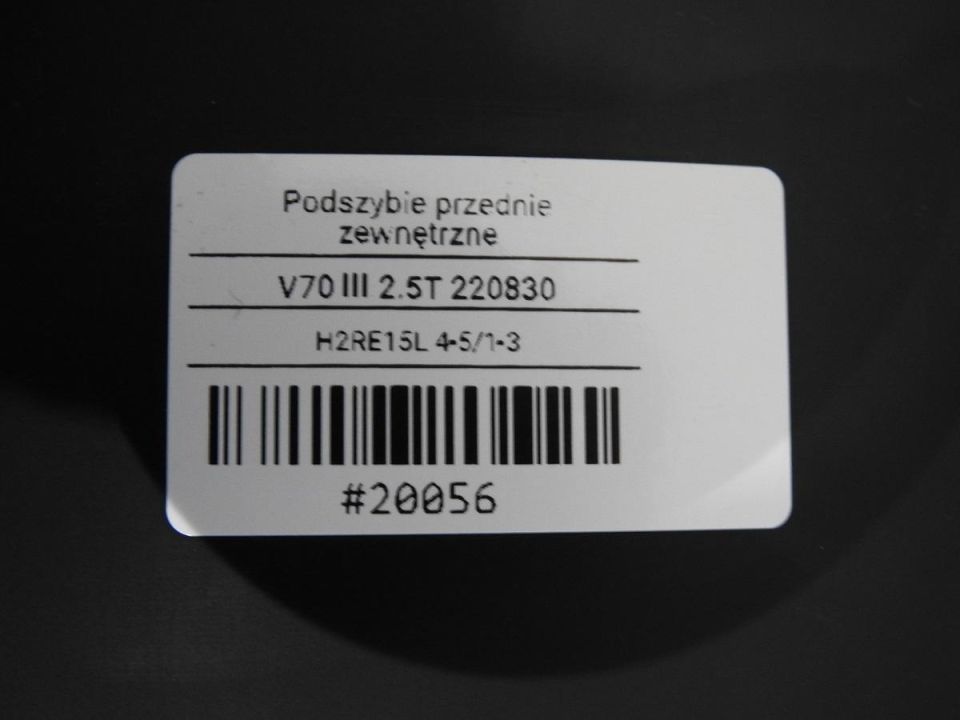 Podszybie przednie
zewnętrzne
V70 III 2.5T 220830
H2RE15L 4-5/1-3
#20056